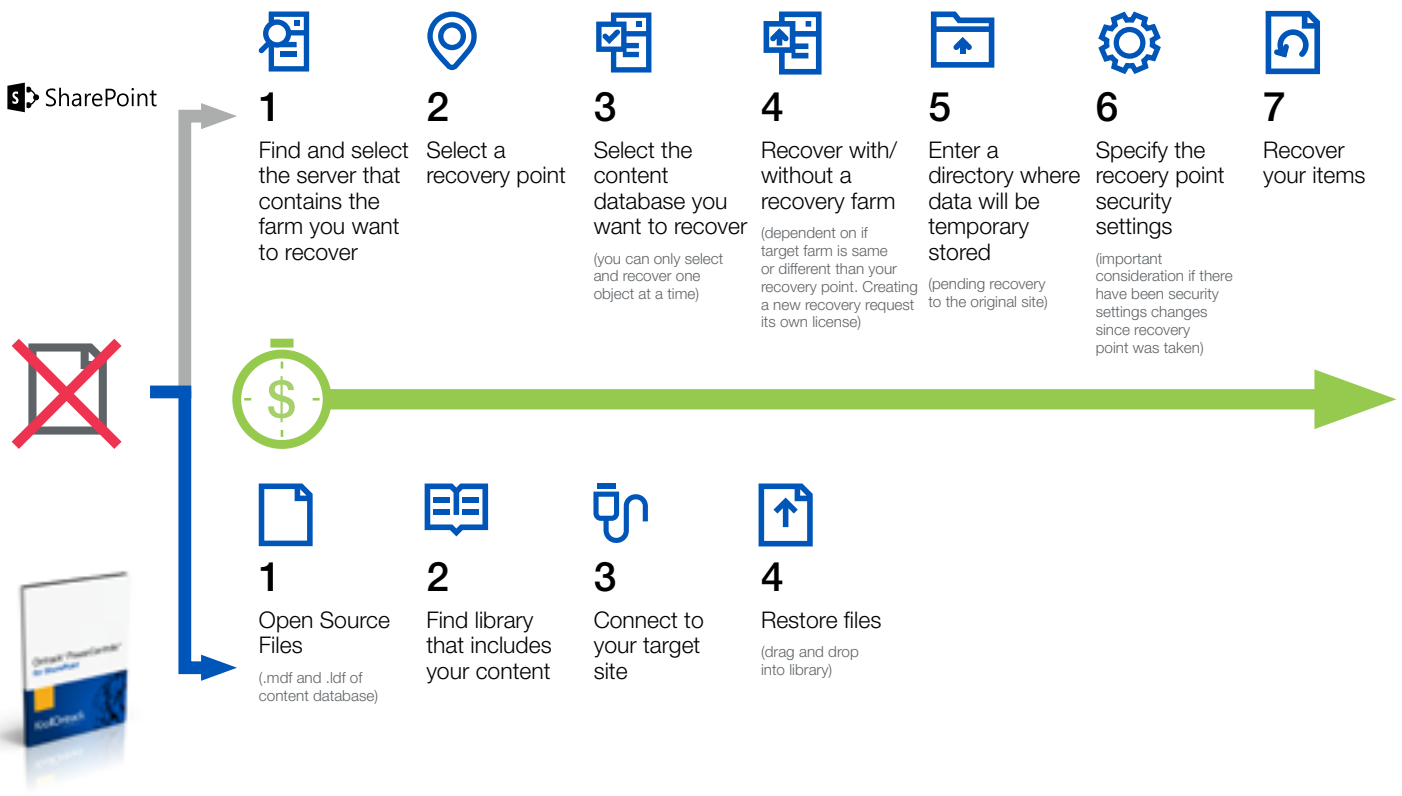 SharePoint
1
Find and select
the server that
contains the
farm you want
to recover
2
Select a
recovery point
3
Select the
content
database you
want to recover
(you can only select
and recover one
object at a time)
4
Recover with/
without a
recovery farm
(dependent on if
target farm is same
or different than your
recovery point. Creating
a new recovery request
its own license)
5
Enter a
directory where
data will be
temporary
stored
(pending recovery
to the original site)
6
Specify the
recoery point
security
settings
(important
consideration if there
have been security
settings changes
since recovery
point was taken)
7
Recover
your items
$
1
Open Source
Files
(.mdf and .ldf of
content database)
2
Find library
that includes
your content
3
Connect to
your target
site
4
Restore files
(drag and drop
into library)
Ontrack PowerControls
for SharePoint
KrollOntrack